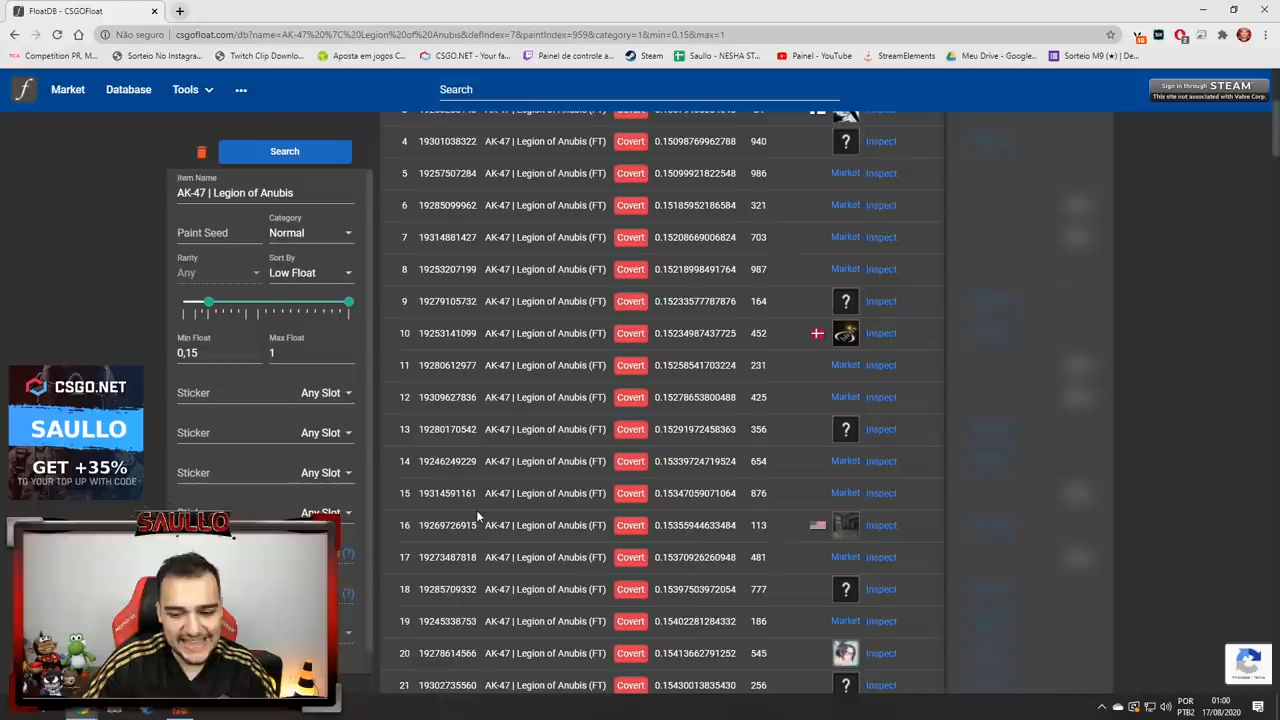 FloatDB - CSGOFloat
Não seguro | csgofloat.com/db?name=AK-47%20%7C%20Legion%20of%20Anubis&defIndex=7&paintIndex=959&category=1&min=0.15&max=1
TCA Competition PR, M... Sorteio No Instagra... Twitch Clip Downlo... Aposta em jogos C... CSGO.NET - Your fa... Painel de controle a... Steam Saullo - NESHA ST... Painel - YouTube StreamElements Meu Drive - Google... Sorteio M9 (★) | De...
f Market Database Tools ••• Search Sign in through STEAM
This site not associated with Valve Corp.
Search
Item Name
AK-47 | Legion of Anubis
Category
Paint Seed Normal
Rarity Sort By
Any Low Float
Min Float Max Float
0,15 1
Sticker Any Slot
Sticker Any Slot
Sticker Any Slot
Any Slot
(?)
(?)
4 19301038322 AK-47 | Legion of Anubis (FT) Covert 0.15098769962788 940 ? Inspect
5 19257507284 AK-47 | Legion of Anubis (FT) Covert 0.15099921822548 986 Market Inspect
6 19285099962 AK-47 | Legion of Anubis (FT) Covert 0.15185952186584 321 Market Inspect
7 19314881427 AK-47 | Legion of Anubis (FT) Covert 0.15208669006824 703 Market Inspect
8 19253207199 AK-47 | Legion of Anubis (FT) Covert 0.15218998491764 987 Market Inspect
9 19279105732 AK-47 | Legion of Anubis (FT) Covert 0.15233577787876 164 ? Inspect
10 19253141099 AK-47 | Legion of Anubis (FT) Covert 0.15234987437725 452 Inspect
11 19280612977 AK-47 | Legion of Anubis (FT) Covert 0.15258541703224 231 Market Inspect
12 19309627836 AK-47 | Legion of Anubis (FT) Covert 0.15278653800488 425 Market Inspect
13 19280170542 AK-47 | Legion of Anubis (FT) Covert 0.15291972458363 356 ? Inspect
14 19246249229 AK-47 | Legion of Anubis (FT) Covert 0.15339724719524 654 Market Inspect
15 19314591161 AK-47 | Legion of Anubis (FT) Covert 0.15347059071064 876 Market Inspect
16 19269726915 AK-47 | Legion of Anubis (FT) Covert 0.15355944633484 113 Inspect
17 19273487818 AK-47 | Legion of Anubis (FT) Covert 0.15370926260948 481 Market Inspect
18 19285709332 AK-47 | Legion of Anubis (FT) Covert 0.15397503972054 777 ? Inspect
19 19245338753 AK-47 | Legion of Anubis (FT) Covert 0.15402281284332 186 Market Inspect
20 19278614566 AK-47 | Legion of Anubis (FT) Covert 0.15413662791252 545 Inspect
21 19302735560 AK-47 | Legion of Anubis (FT) Covert 0.15430013835430 256 ? Inspect
CSGO.NET
SAULLO
GET +35%
TO YOUR TOP UP WITH CODE
SAULLO
POR
PTB2
01:00
17/08/2020